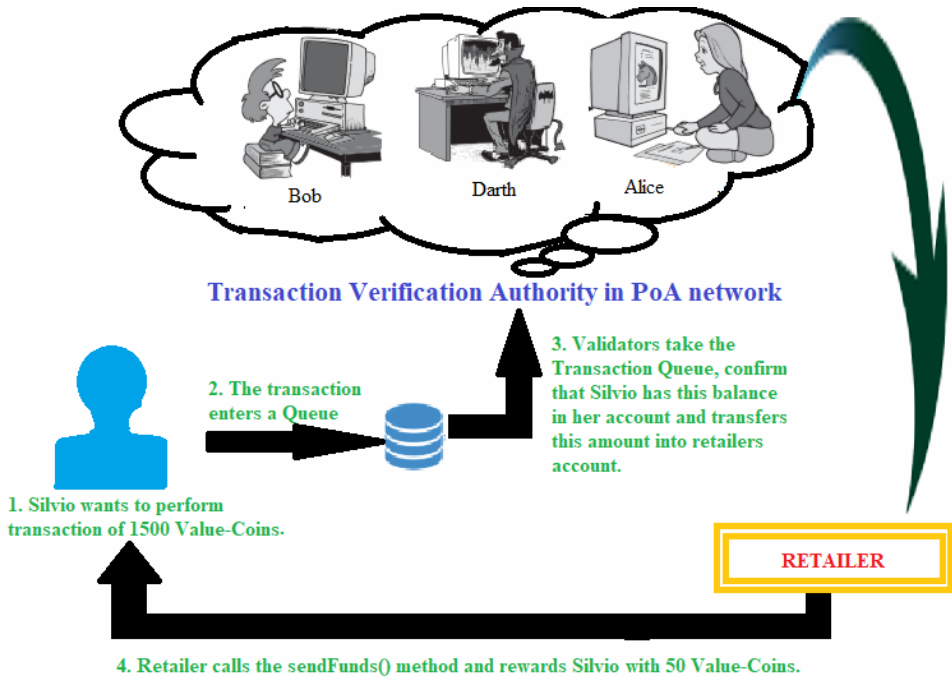 Bob
Darth
Alice
Transaction Verification Authority in PoA network
3. Validators take the
Transaction Queue, confirm
that Silvio has this balance
in her account and transfers
this amount into retailers
account.
2. The transaction
enters a Queue
1. Silvio wants to perform
transaction of 1500 Value-Coins.
RETAILER
4. Retailer calls the sendFunds() method and rewards Silvio with 50 Value-Coins.